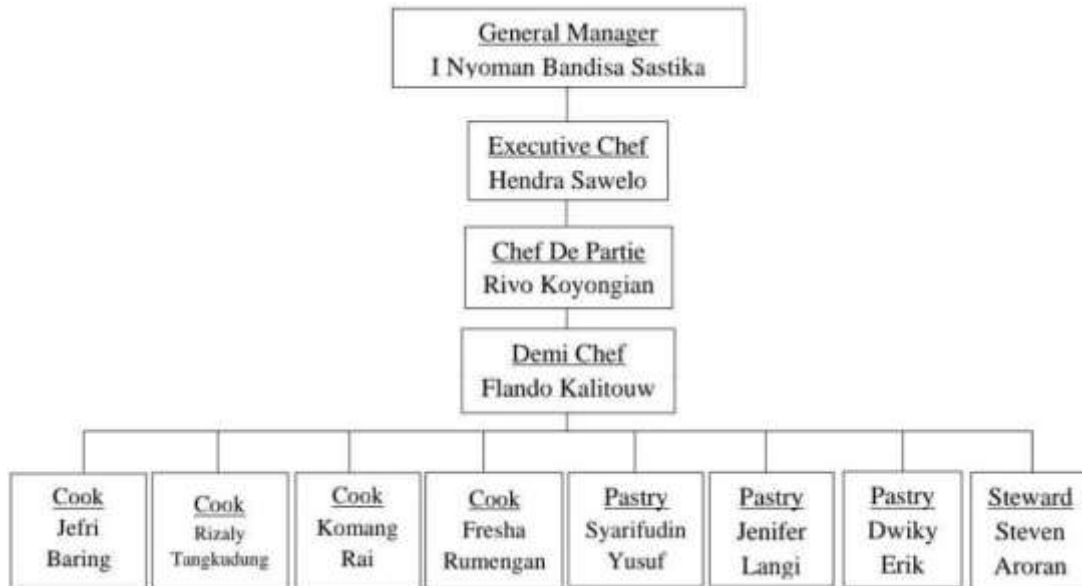 General Manager
I Nyoman Bandisa Sastika
Executive Chef
Hendra Sawelo
Chef De Partie
Rivo Koyongian
Demi Chef
Flando Kalitouw
Cook
Jefri
Baring
Cook
Rizaly
Tangkudung
Cook
Komang
Rai
Cook
Fresha
Rumengan
Pastry
Syarifudin
Yusuf
Pastry
Jenifer
Langi
Pastry
Dwiky
Erik
Steward
Steven
Aroran